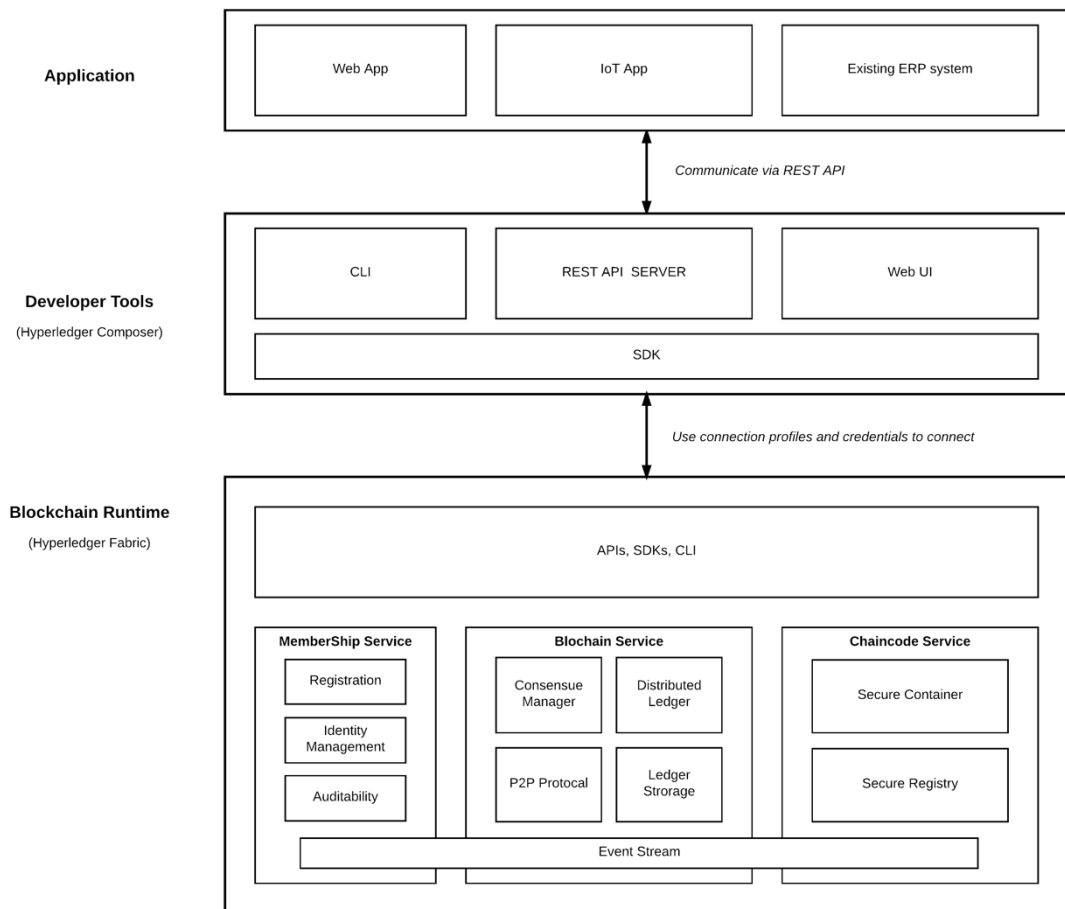 Application
Web App
IoT App
Existing ERP system
Communicate via REST API
Developer Tools
(Hyperledger Composer)
CLI
REST API  SERVER
Web UI
SDK
Use connection profiles and credentials to connect
Blockchain Runtime
(Hyperledger Fabric)
APIs, SDKs, CLI
MemberShip Service
Registration
Identity
Management
Auditability
Blochain Service
Consensue
Manager
Distributed
Ledger
P2P Protocal
Ledger
Strorage
Chaincode Service
Secure Container
Secure Registry
Event Stream